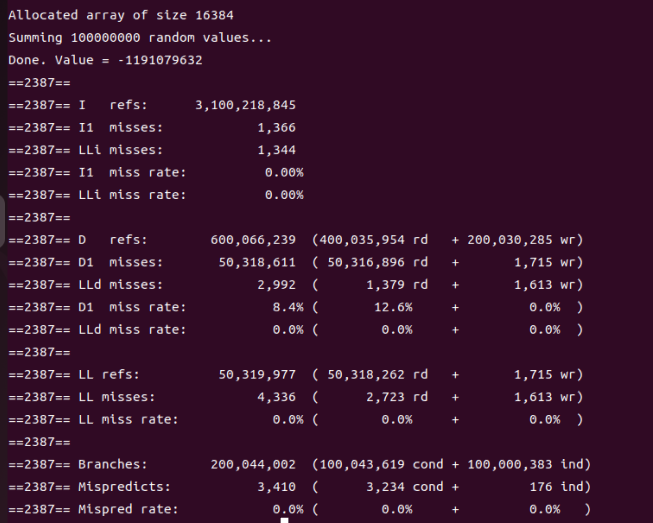 Allocated array of size 16384
Summing 100000000 random values...
Done. Value = -1191079632
==2387==
==2387== I   refs:      3,100,218,845
==2387== I1  misses:            1,366
==2387== LLi misses:            1,344
==2387== I1  miss rate:          0.00%
==2387== LLi miss rate:          0.00%
==2387==
==2387== D   refs:        600,066,239  (400,035,954 rd   + 200,030,285 wr)
==2387== D1  misses:       50,318,611  ( 50,316,896 rd   +       1,715 wr)
==2387== LLd misses:            2,992  (      1,379 rd   +       1,613 wr)
==2387== D1  miss rate:           8.4% (       12.6%     +         0.0%  )
==2387== LLd miss rate:           0.0% (        0.0%     +         0.0%  )
==2387==
==2387== LL refs:          50,319,977  ( 50,318,262 rd   +       1,715 wr)
==2387== LL misses:             4,336  (      2,723 rd   +       1,613 wr)
==2387== LL miss rate:            0.0% (        0.0%     +         0.0%  )
==2387==
==2387== Branches:        200,044,002  (100,043,619 cond + 100,000,383 ind)
==2387== Mispredicts:           3,410  (      3,234 cond +         176 ind)
==2387== Mispred rate:            0.0% (        0.0%     +         0.0%   )